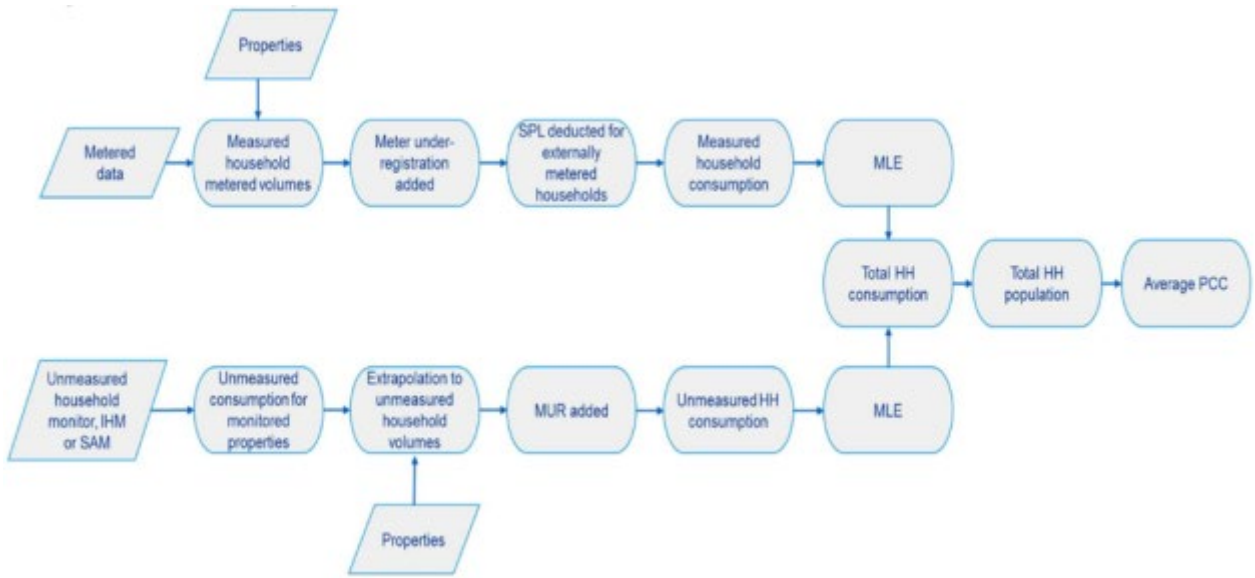 Properties
Metered
data
Measured
household
metered volumes
Meter under-
registration
added
SPL deducted for
externally
metered
households
Measured
household
consumption
MLE
Total HH
consumption
Total HH
population
Average PCC
Unmeasured
household
monitor, IHM
or SAM
Unmeasured
consumption for
monitored
properties
Extrapolation to
unmeasured
household
volumes
MUR added
Unmeasured HH
consumption
MLE
Properties